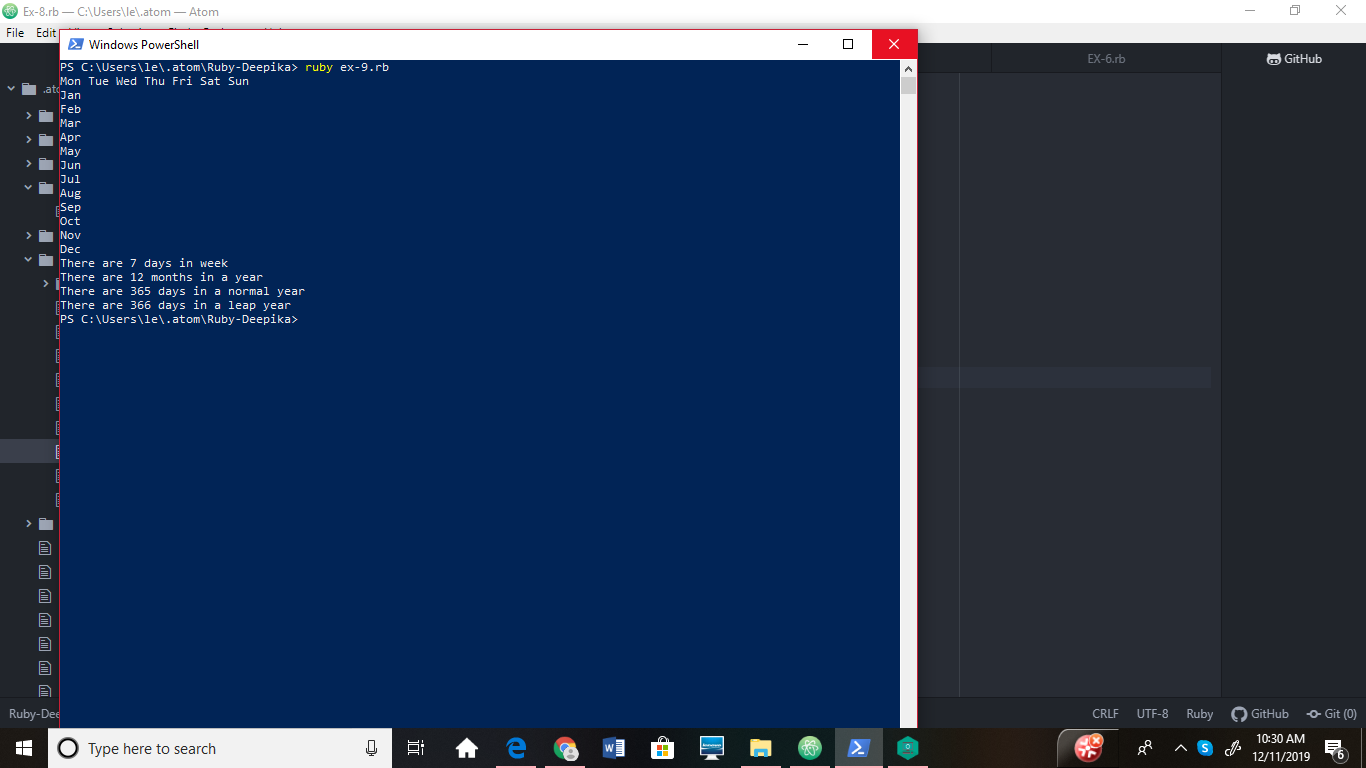 Ex-8.rb — C:\Users\le\.atom — Atom
File Edit
Windows PowerShell
EX-6.rb
GitHub
.ato
PS C:\Users\le\.atom\Ruby-Deepika> ruby ex-9.rb
Mon Tue Wed Thu Fri Sat Sun
Jan
Feb
Mar
Apr
May
Jun
Jul
Aug
Sep
Oct
Nov
Dec
There are 7 days in week
There are 12 months in a year
There are 365 days in a normal year
There are 366 days in a leap year
PS C:\Users\le\.atom\Ruby-Deepika>
Ruby-Dee
CRLF UTF-8 Ruby GitHub Git (0)
Type here to search
10:30 AM
12/11/2019
6